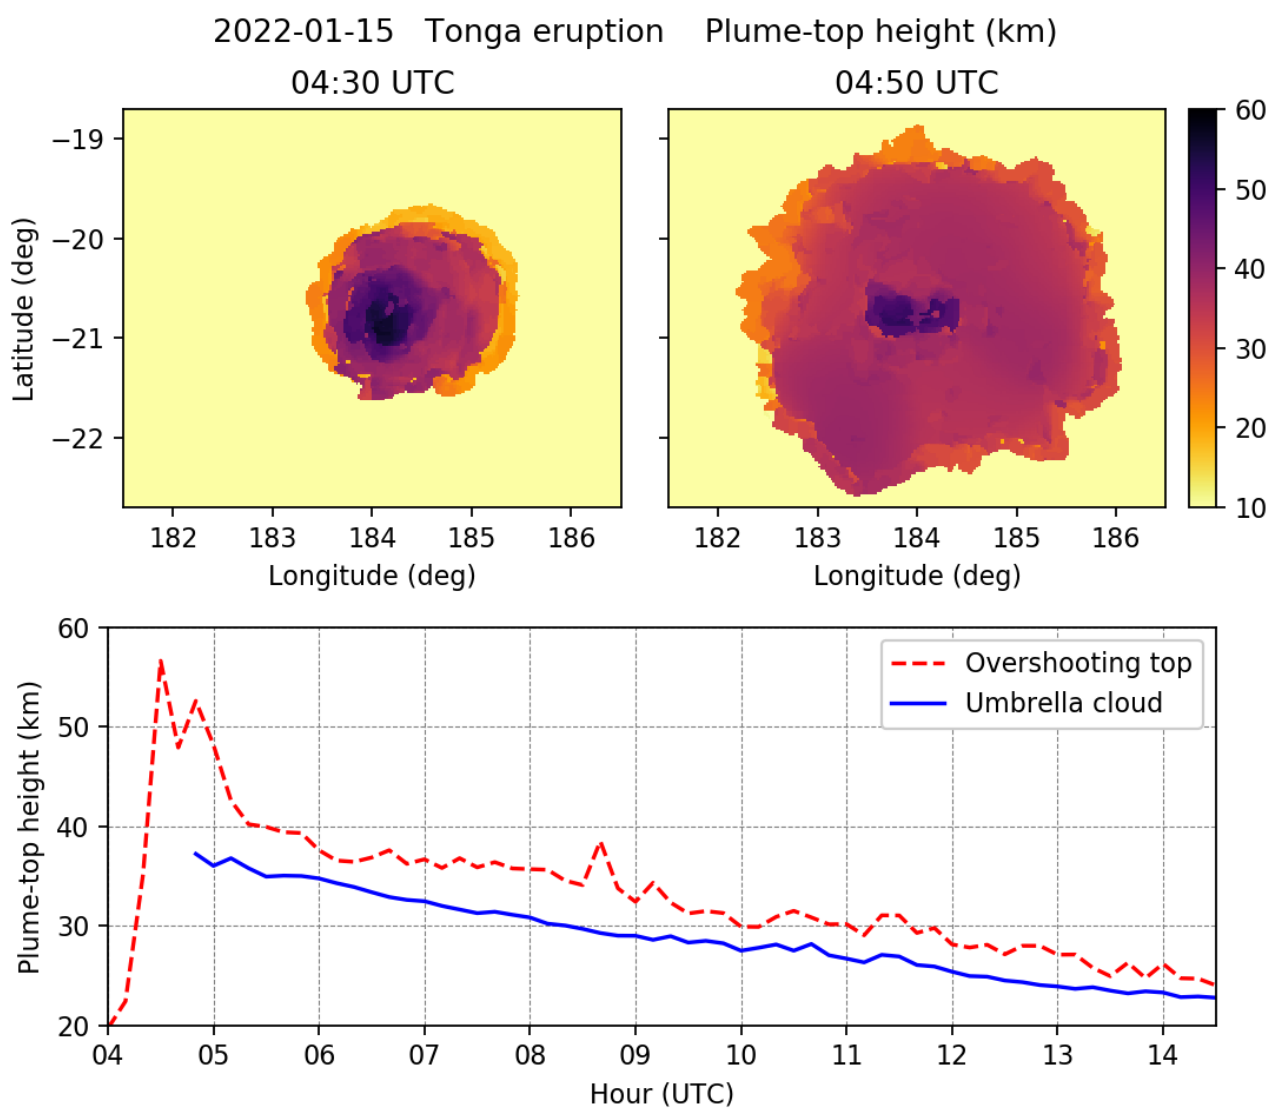 2022-01-15 Tonga eruption Plume-top height (km)
04:30 UTC
04:50 UTC
Latitude (deg)
−19
−20
−21
−22
182 183 184 185 186
Longitude (deg)
182 183 184 185 186
Longitude (deg)
60
50
40
30
20
10
Plume-top height (km)
60
50
40
30
20
Overshooting top
Umbrella cloud
04 05 06 07 08 09 10 11 12 13 14
Hour (UTC)